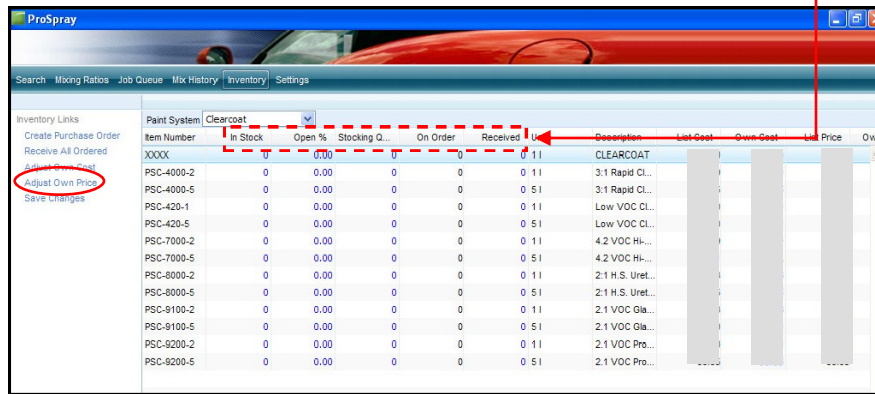 ProSpray
Search Mixing Ratios Job Queue Mix History Inventory Settings
Inventory Links
Create Purchase Order
Receive All Ordered
Adjust Own Cost
Adjust Own Price
Save Changes
Paint System Clearcoat
Item Number In Stock Open % Stocking Q... On Order Received Description List Cost Own Cost List Price Ow
XXXX 0 0.00 0 0 0 1 l CLEARCOAT
PSC-4000-2 0 0.00 0 0 0 1 l 3:1 Rapid Cl...
PSC-4000-5 0 0.00 0 0 0 5 l 3:1 Rapid Cl...
PSC-420-1 0 0.00 0 0 0 1 l Low VOC Cl...
PSC-420-5 0 0.00 0 0 0 5 l Low VOC Cl...
PSC-7000-2 0 0.00 0 0 0 1 l 4.2 VOC Hi-...
PSC-7000-5 0 0.00 0 0 0 5 l 4.2 VOC Hi-...
PSC-8000-2 0 0.00 0 0 0 1 l 2:1 H.S. Uret...
PSC-8000-5 0 0.00 0 0 0 5 l 2:1 H.S. Uret...
PSC-9100-2 0 0.00 0 0 0 1 l 2.1 VOC Gla...
PSC-9100-5 0 0.00 0 0 0 5 l 2.1 VOC Gla...
PSC-9200-2 0 0.00 0 0 0 1 l 2.1 VOC Pro...
PSC-9200-5 0 0.00 0 0 0 5 l 2.1 VOC Pro...